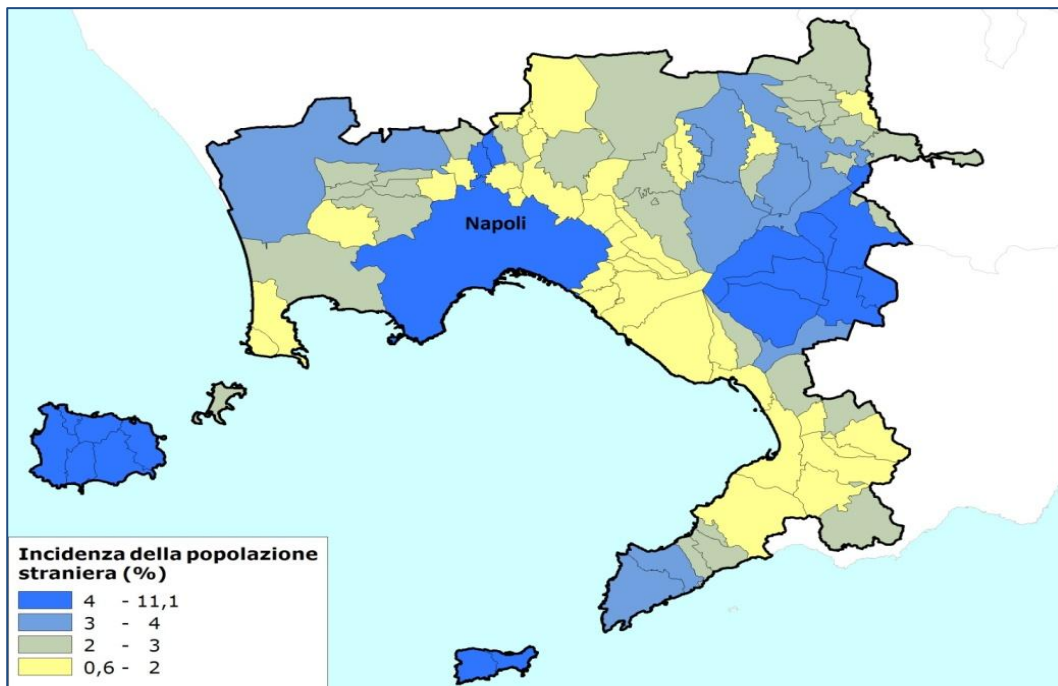 Napoli
Incidenza della popolazione
straniera (%)
4 - 11,1
3 - 4
2 - 3
0,6 - 2